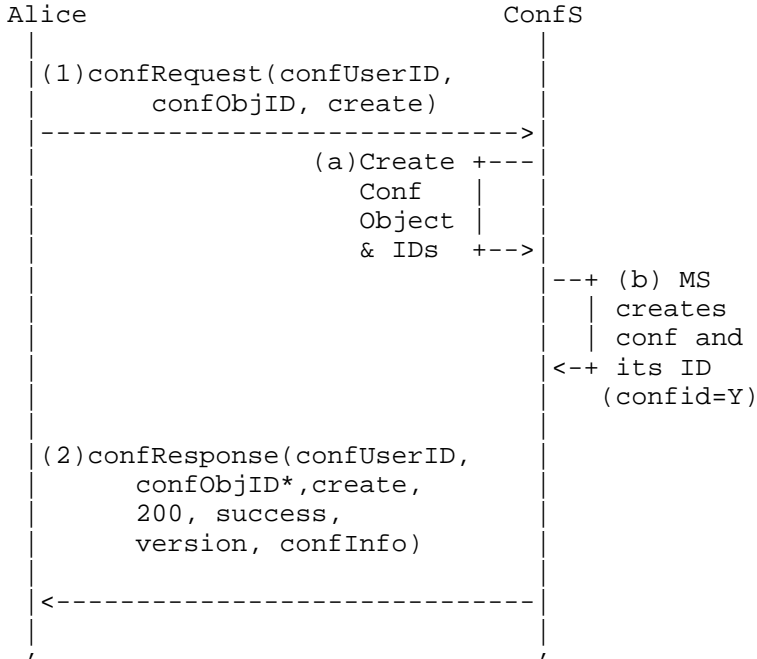 Alice ConfS
(1)confRequest(confUserID,
confObjID, create)
(a)Create
Conf
Object
& IDs
(b) MS
creates
conf and
its ID
(confid=Y)
(2)confResponse(confUserID,
confObjID*,create,
200, success,
version, confInfo)